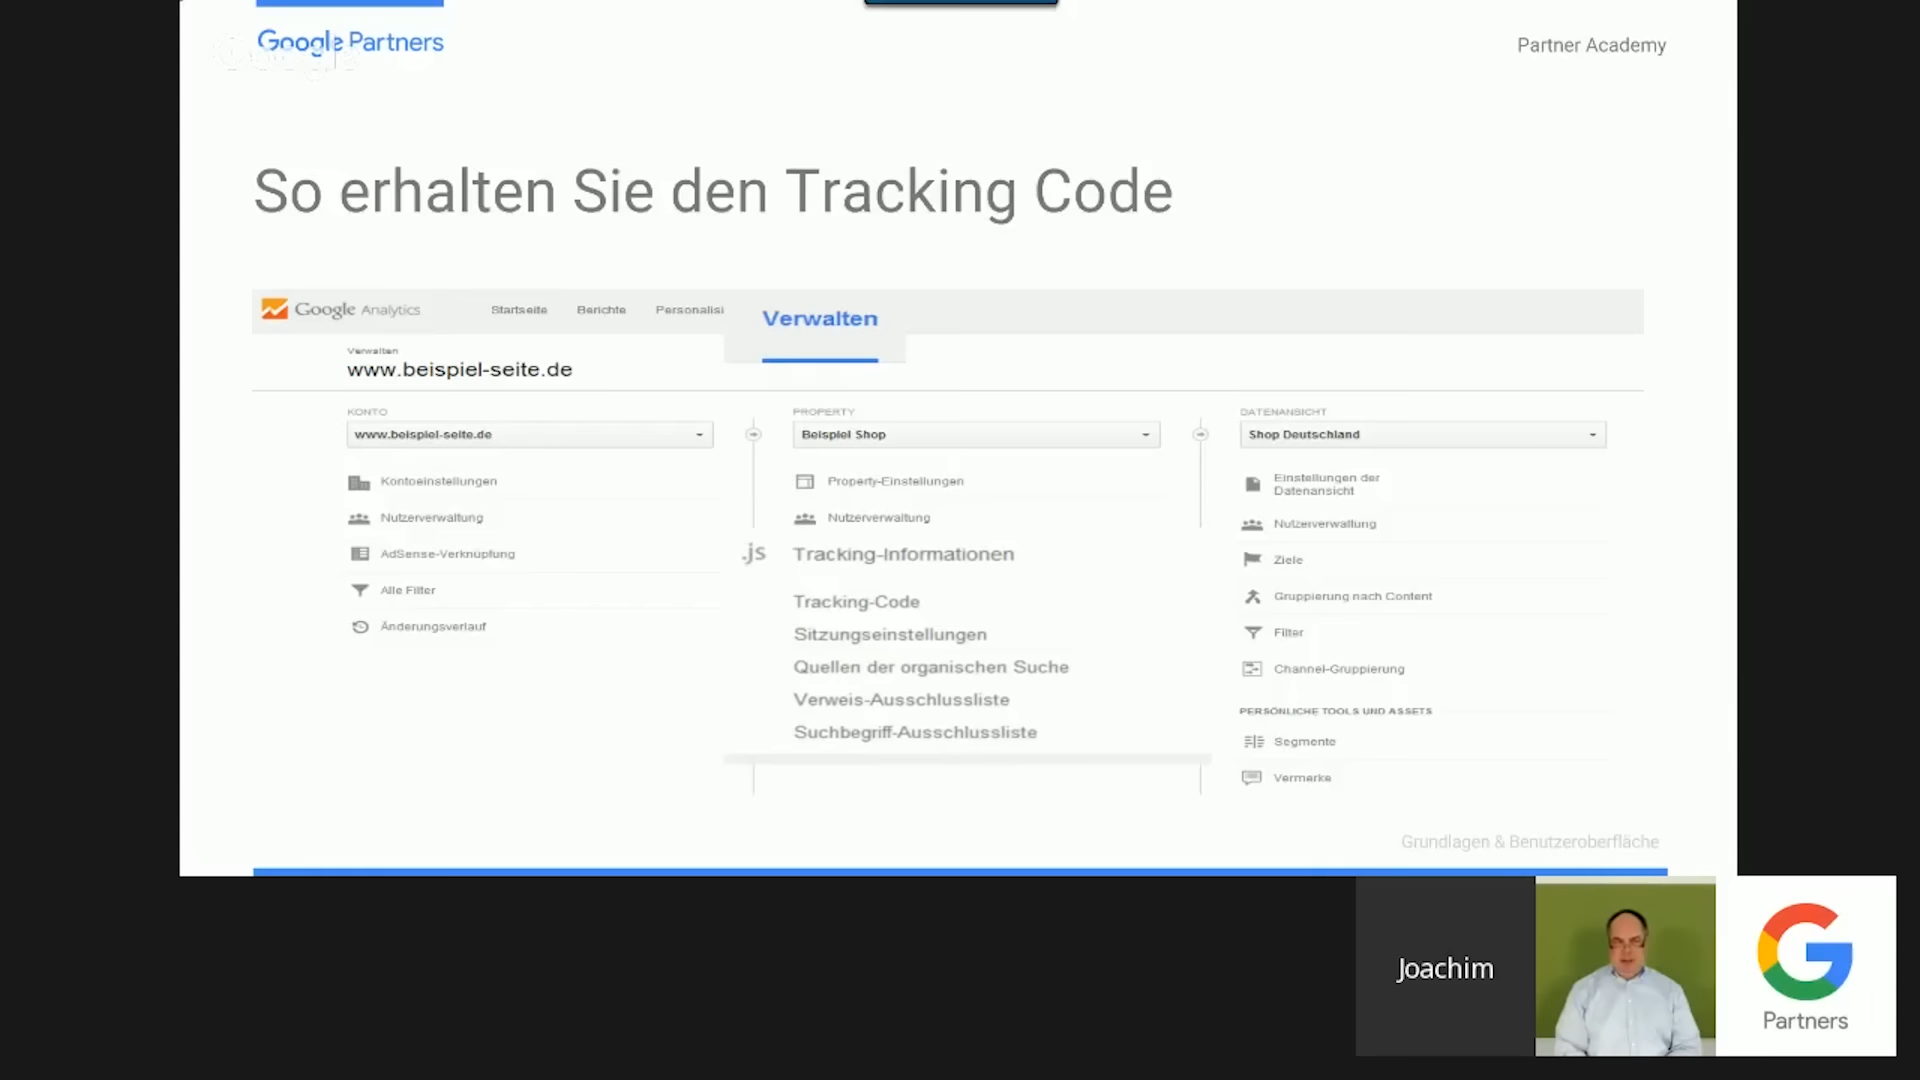 Google Partners
Partner Academy
So erhalten Sie den Tracking Code
Google Analytics
Startseite
Berichte
Personalisi
Verwalten
Verwalten
www.beispiel-seite.de
KONTO
www.beispiel-seite.de
Kontoeinstellungen
Nutzerverwaltung
AdSense-Verknüpfung
Alle Filter
Änderungsverlauf
PROPERTY
Beispiel Shop
Property-Einstellungen
Nutzerverwaltung
.js Tracking-Informationen
Tracking-Code
Sitzungseinstellungen
Quellen der organischen Suche
Verweis-Ausschlussliste
Suchbegriff-Ausschlussliste
DATENANSICHT
Shop Deutschland
Einstellungen der
Datenansicht
Nutzerverwaltung
Ziele
Gruppierung nach Content
Filter
Channel-Gruppierung
PERSÖNLICHE TOOLS UND ASSETS
Segmente
Vermerke
Grundlagen & Benutzeroberfläche
Joachim
Partners